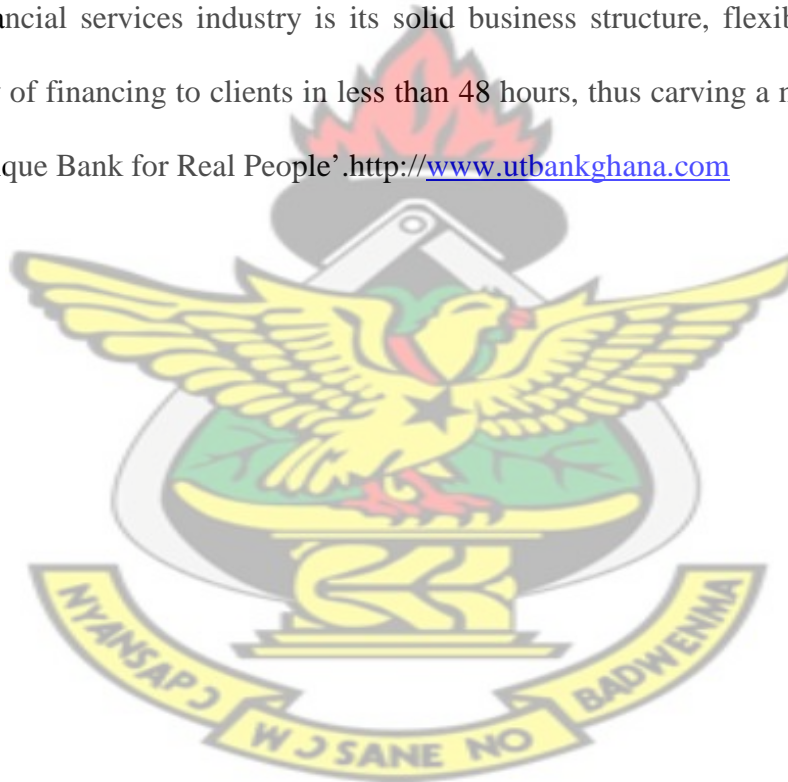 ancial services industry is its solid business structure, flexib
of financing to clients in less than 48 hours, thus carving a
que Bank for Real People’.http://www.utbankghana.com
NYANSAPƆ WƆSANE NO BADWENMA